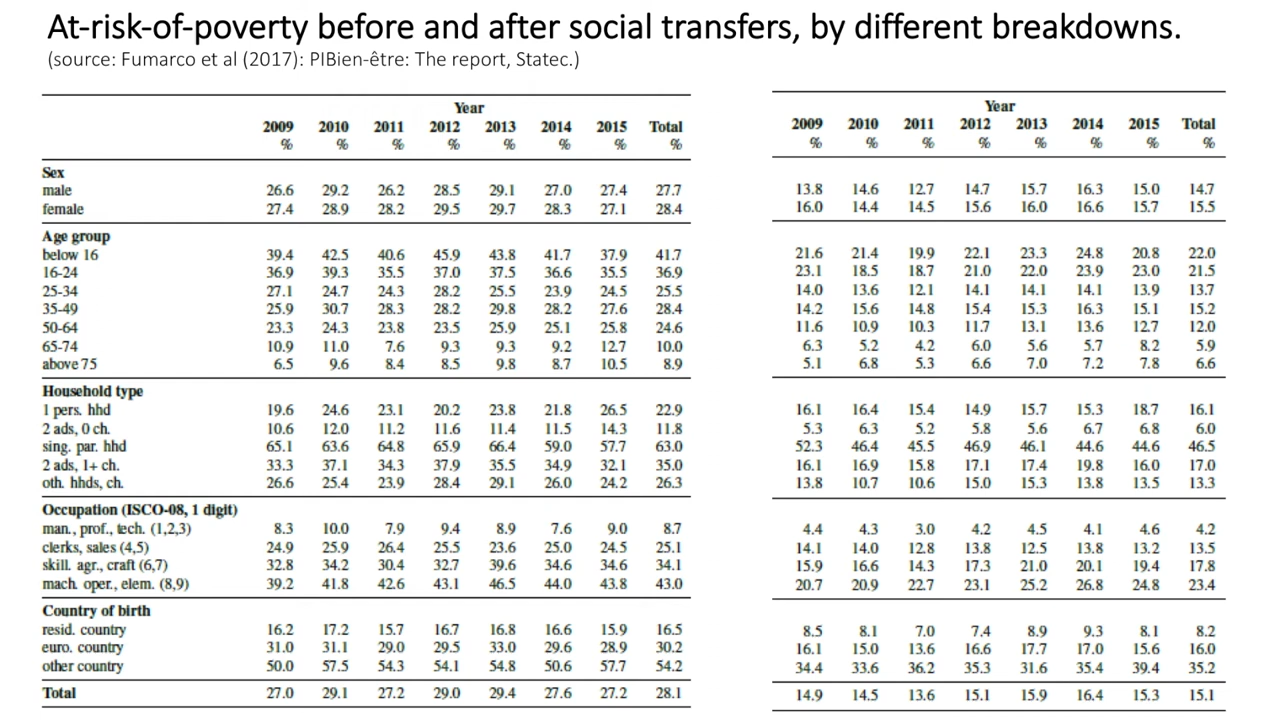 At-risk-of-poverty before and after social transfers, by different breakdowns.
(source: Fumarco et al (2017): PIBien-être: The report, Statec.)
Year
2009 2010 2011 2012 2013 2014 2015 Total
% % % % % % % %
Sex
male 26.6 29.2 26.2 28.5 29.1 27.0 27.4 27.7
female 27.4 28.9 28.2 29.5 29.7 28.3 27.1 28.4
Age group
below 16 39.4 42.5 40.6 45.9 43.8 41.7 37.9 41.7
16-24 36.9 39.3 35.5 37.0 37.5 36.6 35.5 36.9
25-34 27.1 24.7 24.3 28.2 25.5 23.9 24.5 25.5
35-49 25.9 30.7 28.3 28.2 29.8 28.2 27.6 28.4
50-64 23.3 24.3 23.8 23.5 25.9 25.1 25.8 24.6
65-74 10.9 11.0 7.6 9.3 9.3 9.2 12.7 10.0
above 75 6.5 9.6 8.4 8.5 9.8 8.7 10.5 8.9
Household type
1 pers. hhd 19.6 24.6 23.1 20.2 23.8 21.8 26.5 22.9
2 ads, 0 ch. 10.6 12.0 11.2 11.6 11.4 11.5 14.3 11.8
sing. par. hhd 65.1 63.6 64.8 65.9 66.4 59.0 57.7 63.0
2 ads, 1+ ch. 33.3 37.1 34.3 37.9 35.5 34.9 32.1 35.0
oth. hhds, ch. 26.6 25.4 23.9 28.4 29.1 26.0 24.2 26.3
Occupation (ISCO-08, 1 digit)
man., prof., tech. (1,2,3) 8.3 10.0 7.9 9.4 8.9 7.6 9.0 8.7
clerks, sales (4,5) 24.9 25.9 26.4 25.5 23.6 25.0 24.5 25.1
skill. agr., craft (6,7) 32.8 34.2 30.4 32.7 39.6 34.6 34.6 34.1
mach. oper., elem. (8,9) 39.2 41.8 42.6 43.1 46.5 44.0 43.8 43.0
Country of birth
resid. country 16.2 17.2 15.7 16.7 16.8 16.6 15.9 16.5
euro. country 31.0 31.1 29.0 29.5 33.0 29.6 28.9 30.2
other country 50.0 57.5 54.3 54.1 54.8 50.6 57.7 54.2
Total 27.0 29.1 27.2 29.0 29.4 27.6 27.2 28.1
Year
2009 2010 2011 2012 2013 2014 2015 Total
% % % % % % % %
13.8 14.6 12.7 14.7 15.7 16.3 15.0 14.7
16.0 14.4 14.5 15.6 16.0 16.6 15.7 15.5
21.6 21.4 19.9 22.1 23.3 24.8 20.8 22.0
23.1 18.5 18.7 21.0 22.0 23.9 23.0 21.5
14.0 13.6 12.1 14.1 14.1 14.1 13.9 13.7
14.2 15.6 14.8 15.4 15.3 16.3 15.1 15.2
11.6 10.9 10.3 11.7 13.1 13.6 12.7 12.0
6.3 5.2 4.2 6.0 5.6 5.7 8.2 5.9
5.1 6.8 5.3 6.6 7.0 7.2 7.8 6.6
16.1 16.4 15.4 14.9 15.7 15.3 18.7 16.1
5.3 6.3 5.2 5.8 5.6 6.7 6.8 6.0
52.3 46.4 45.5 46.9 46.1 44.6 44.6 46.5
16.1 16.9 15.8 17.1 17.4 19.8 16.0 17.0
13.8 10.7 10.6 15.0 15.3 13.8 13.5 13.3
4.4 4.3 3.0 4.2 4.5 4.1 4.6 4.2
14.1 14.0 12.8 13.8 12.5 13.8 13.2 13.5
15.9 16.6 14.3 17.3 21.0 20.1 19.4 17.8
20.7 20.9 22.7 23.1 25.2 26.8 24.8 23.4
8.5 8.1 7.0 7.4 8.9 9.3 8.1 8.2
16.1 15.0 13.6 16.6 17.7 17.0 15.6 16.0
34.4 33.6 36.2 35.3 31.6 35.4 39.4 35.2
14.9 14.5 13.6 15.1 15.9 16.4 15.3 15.1